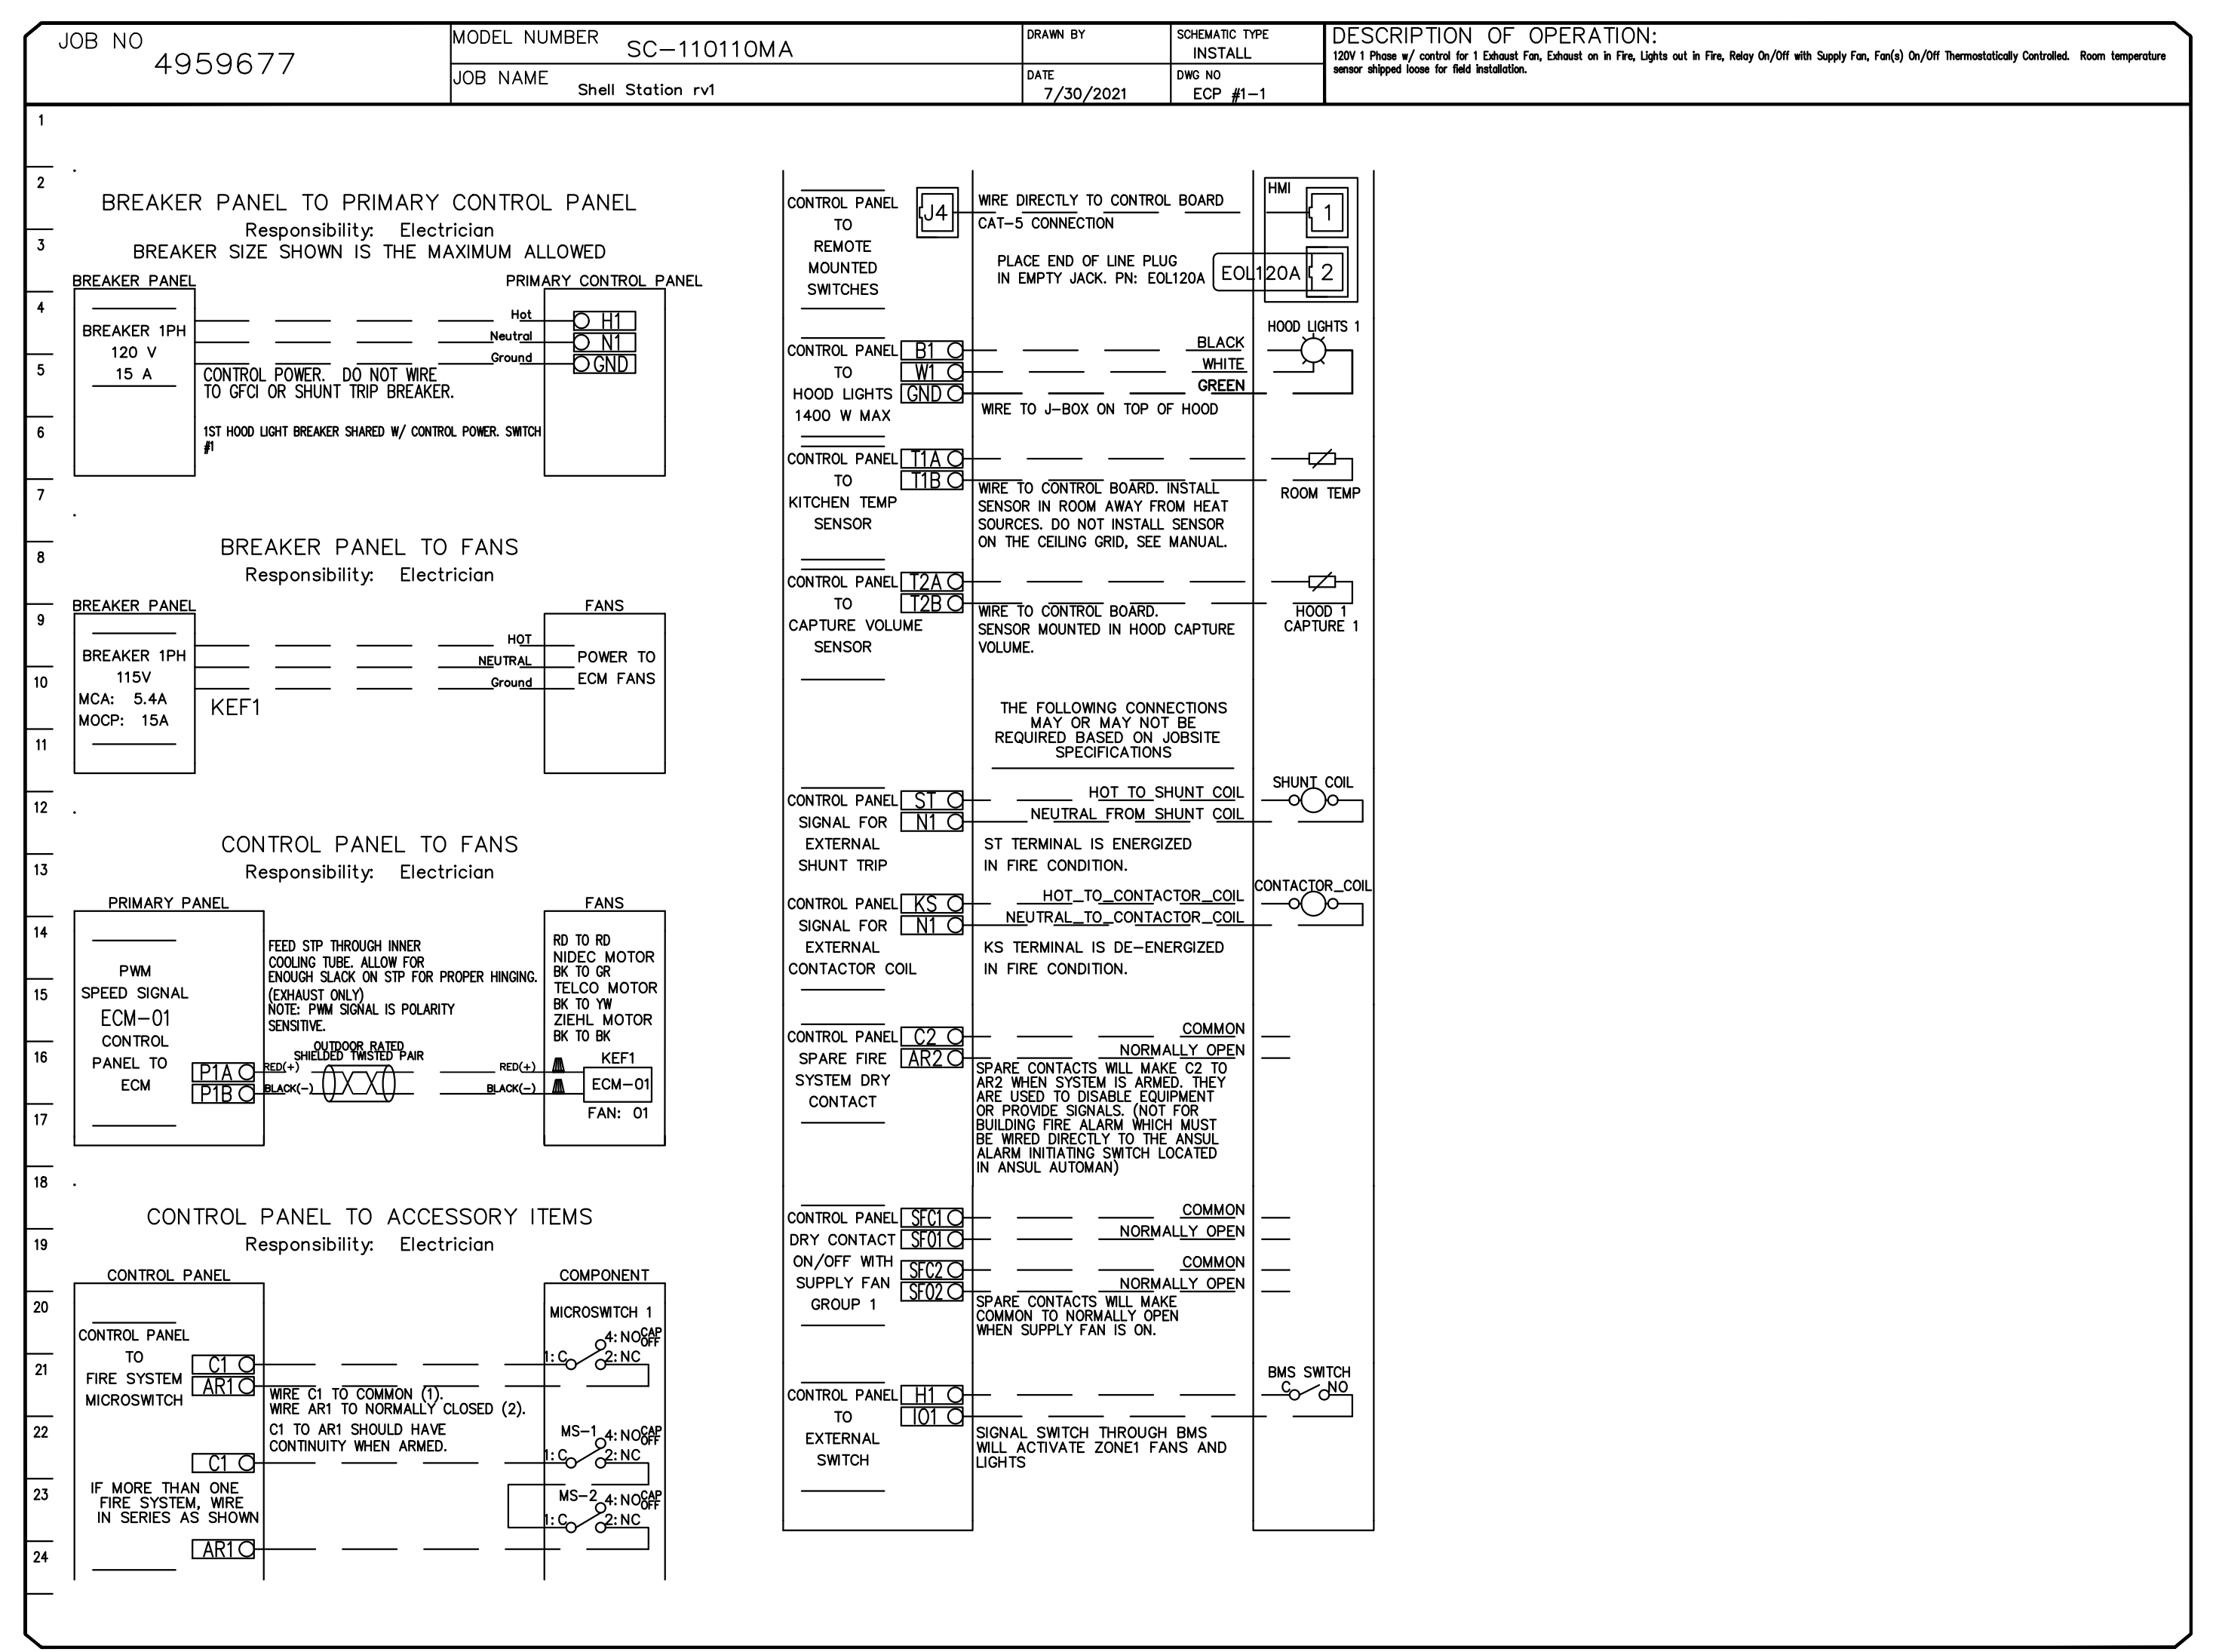 JOB NO
4959677
MODEL NUMBER SC-110110MA
JOB NAME Shell Station rv1
DRAWN BY
DATE
7/30/2021
SCHEMATIC TYPE
INSTALL
DWG NO
ECP #1-1
DESCRIPTION OF OPERATION:
120V 1 Phase w/ control for 1 Exhaust Fan, Exhaust on in Fire, Lights out in Fire, Relay On/Off with Supply Fan, Fan(s) On/Off Thermostatically Controlled. Room temperature
sensor shipped loose for field installation.
1
2
3
4
5
6
7
8
9
10
11
12
13
14
15
16
17
18
19
20
21
22
23
24
BREAKER PANEL TO PRIMARY CONTROL PANEL
Responsibility: Electrician
BREAKER SIZE SHOWN IS THE MAXIMUM ALLOWED
BREAKER PANEL
PRIMARY CONTROL PANEL
BREAKER 1PH
120 V
15 A
Hot
Neutral
Ground
H1
N1
GND
CONTROL POWER. DO NOT WIRE
TO GFCI OR SHUNT TRIP BREAKER.
1ST HOOD LIGHT BREAKER SHARED W/ CONTROL POWER. SWITCH
#1
BREAKER PANEL TO FANS
Responsibility: Electrician
BREAKER PANEL
FANS
BREAKER 1PH
115V
MCA: 5.4A
MOCP: 15A
KEF1
HOT
NEUTRAL
Ground
POWER TO
ECM FANS
CONTROL PANEL TO FANS
Responsibility: Electrician
PRIMARY PANEL
FANS
PWM
SPEED SIGNAL
ECM-01
CONTROL
PANEL TO
ECM
P1A
P1B
FEED STP THROUGH INNER
COOLING TUBE. ALLOW FOR
ENOUGH SLACK ON STP FOR PROPER HINGING.
(EXHAUST ONLY)
NOTE: PWM SIGNAL IS POLARITY
SENSITIVE.
OUTDOOR RATED
SHIELDED TWISTED PAIR
RED(+)
BLACK(-)
RED(+)
BLACK(-)
RD TO RD
NIDEC MOTOR
BK TO GR
TELCO MOTOR
BK TO YW
ZIEHL MOTOR
BK TO BK
KEF1
ECM-01
FAN: 01
CONTROL PANEL TO ACCESSORY ITEMS
Responsibility: Electrician
CONTROL PANEL
COMPONENT
CONTROL PANEL
TO
FIRE SYSTEM
MICROSWITCH
C1
AR1
MICROSWITCH 1
4:NO CAP OFF
1:C 2:NC
WIRE C1 TO COMMON (1).
WIRE AR1 TO NORMALLY CLOSED (2).
C1 TO AR1 SHOULD HAVE
CONTINUITY WHEN ARMED.
C1
MS-1 4:NO CAP OFF
1:C 2:NC
IF MORE THAN ONE
FIRE SYSTEM, WIRE
IN SERIES AS SHOWN
MS-2 4:NO CAP OFF
1:C 2:NC
AR1
CONTROL PANEL
TO
REMOTE
MOUNTED
SWITCHES
J4
WIRE DIRECTLY TO CONTROL BOARD
CAT-5 CONNECTION
PLACE END OF LINE PLUG
IN EMPTY JACK. PN: EOL120A
HMI
1
EOL120A
2
CONTROL PANEL
TO
HOOD LIGHTS
1400 W MAX
B1
W1
GND
BLACK
WHITE
GREEN
WIRE TO J-BOX ON TOP OF HOOD
HOOD LIGHTS 1
CONTROL PANEL
TO
KITCHEN TEMP
SENSOR
T1A
T1B
WIRE TO CONTROL BOARD. INSTALL
SENSOR IN ROOM AWAY FROM HEAT
SOURCES. DO NOT INSTALL SENSOR
ON THE CEILING GRID, SEE MANUAL.
ROOM TEMP
CONTROL PANEL
TO
CAPTURE VOLUME
SENSOR
T2A
T2B
WIRE TO CONTROL BOARD.
SENSOR MOUNTED IN HOOD CAPTURE
VOLUME.
HOOD 1
CAPTURE 1
THE FOLLOWING CONNECTIONS
MAY OR MAY NOT BE
REQUIRED BASED ON JOBSITE
SPECIFICATIONS
CONTROL PANEL
SIGNAL FOR
EXTERNAL
SHUNT TRIP
ST
N1
HOT TO SHUNT COIL
NEUTRAL FROM SHUNT COIL
ST TERMINAL IS ENERGIZED
IN FIRE CONDITION.
SHUNT COIL
CONTROL PANEL
SIGNAL FOR
EXTERNAL
CONTACTOR COIL
KS
N1
HOT_TO_CONTACTOR_COIL
NEUTRAL_TO_CONTACTOR_COIL
KS TERMINAL IS DE-ENERGIZED
IN FIRE CONDITION.
CONTACTOR_COIL
CONTROL PANEL
SPARE FIRE
SYSTEM DRY
CONTACT
C2
AR2
COMMON
NORMALLY OPEN
SPARE CONTACTS WILL MAKE C2 TO
AR2 WHEN SYSTEM IS ARMED. THEY
ARE USED TO DISABLE EQUIPMENT
OR PROVIDE SIGNALS. (NOT FOR
BUILDING FIRE ALARM WHICH MUST
BE WIRED DIRECTLY TO THE ANSUL
ALARM INITIATING SWITCH LOCATED
IN ANSUL AUTOMAN)
CONTROL PANEL
DRY CONTACT
ON/OFF WITH
SUPPLY FAN
GROUP 1
SFC1
SFO1
SFC2
SFO2
COMMON
NORMALLY OPEN
COMMON
NORMALLY OPEN
SPARE CONTACTS WILL MAKE
COMMON TO NORMALLY OPEN
WHEN SUPPLY FAN IS ON.
CONTROL PANEL
TO
EXTERNAL
SWITCH
H1
IO1
BMS SWITCH
C NO
SIGNAL SWITCH THROUGH BMS
WILL ACTIVATE ZONE1 FANS AND
LIGHTS